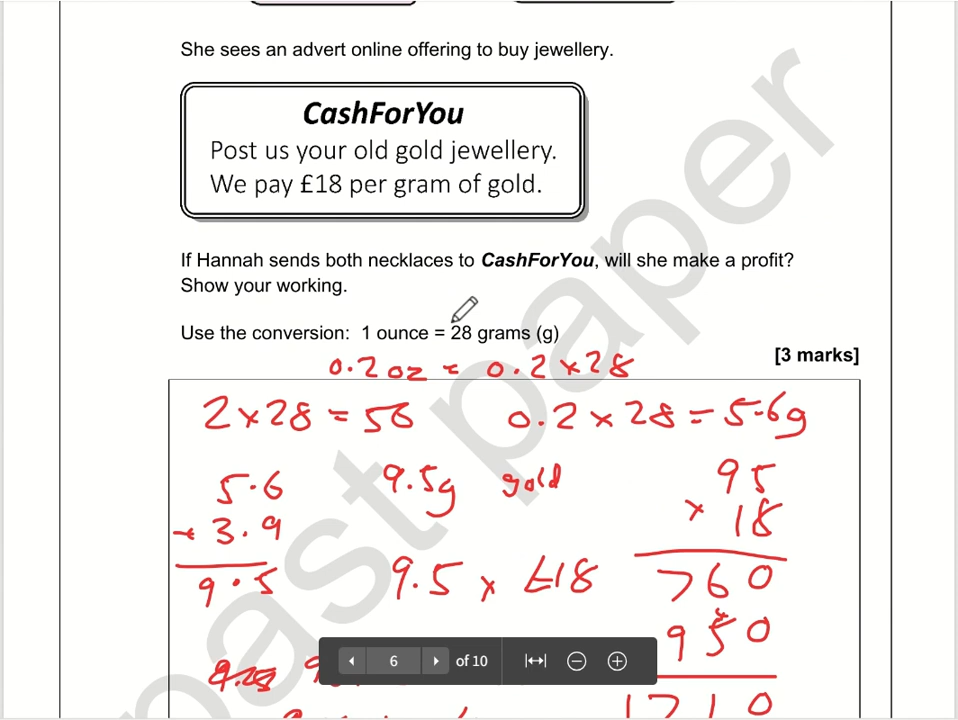 She sees an advert online offering to buy jewellery.
CashForYou
Post us your old gold jewellery.
We pay £18 per gram of gold.
If Hannah sends both necklaces to CashForYou, will she make a profit?
Show your working.
Use the conversion: 1 ounce = 28 grams (g)
[3 marks]
0.2 oz = 0.2 × 28
2 × 28 = 56 0.2 × 28 = 5.6g
5.6 9.5g gold 95
+ 3.9 × 18
9.5 9.5 × £18 760
950
1710
6 of 10
past paper